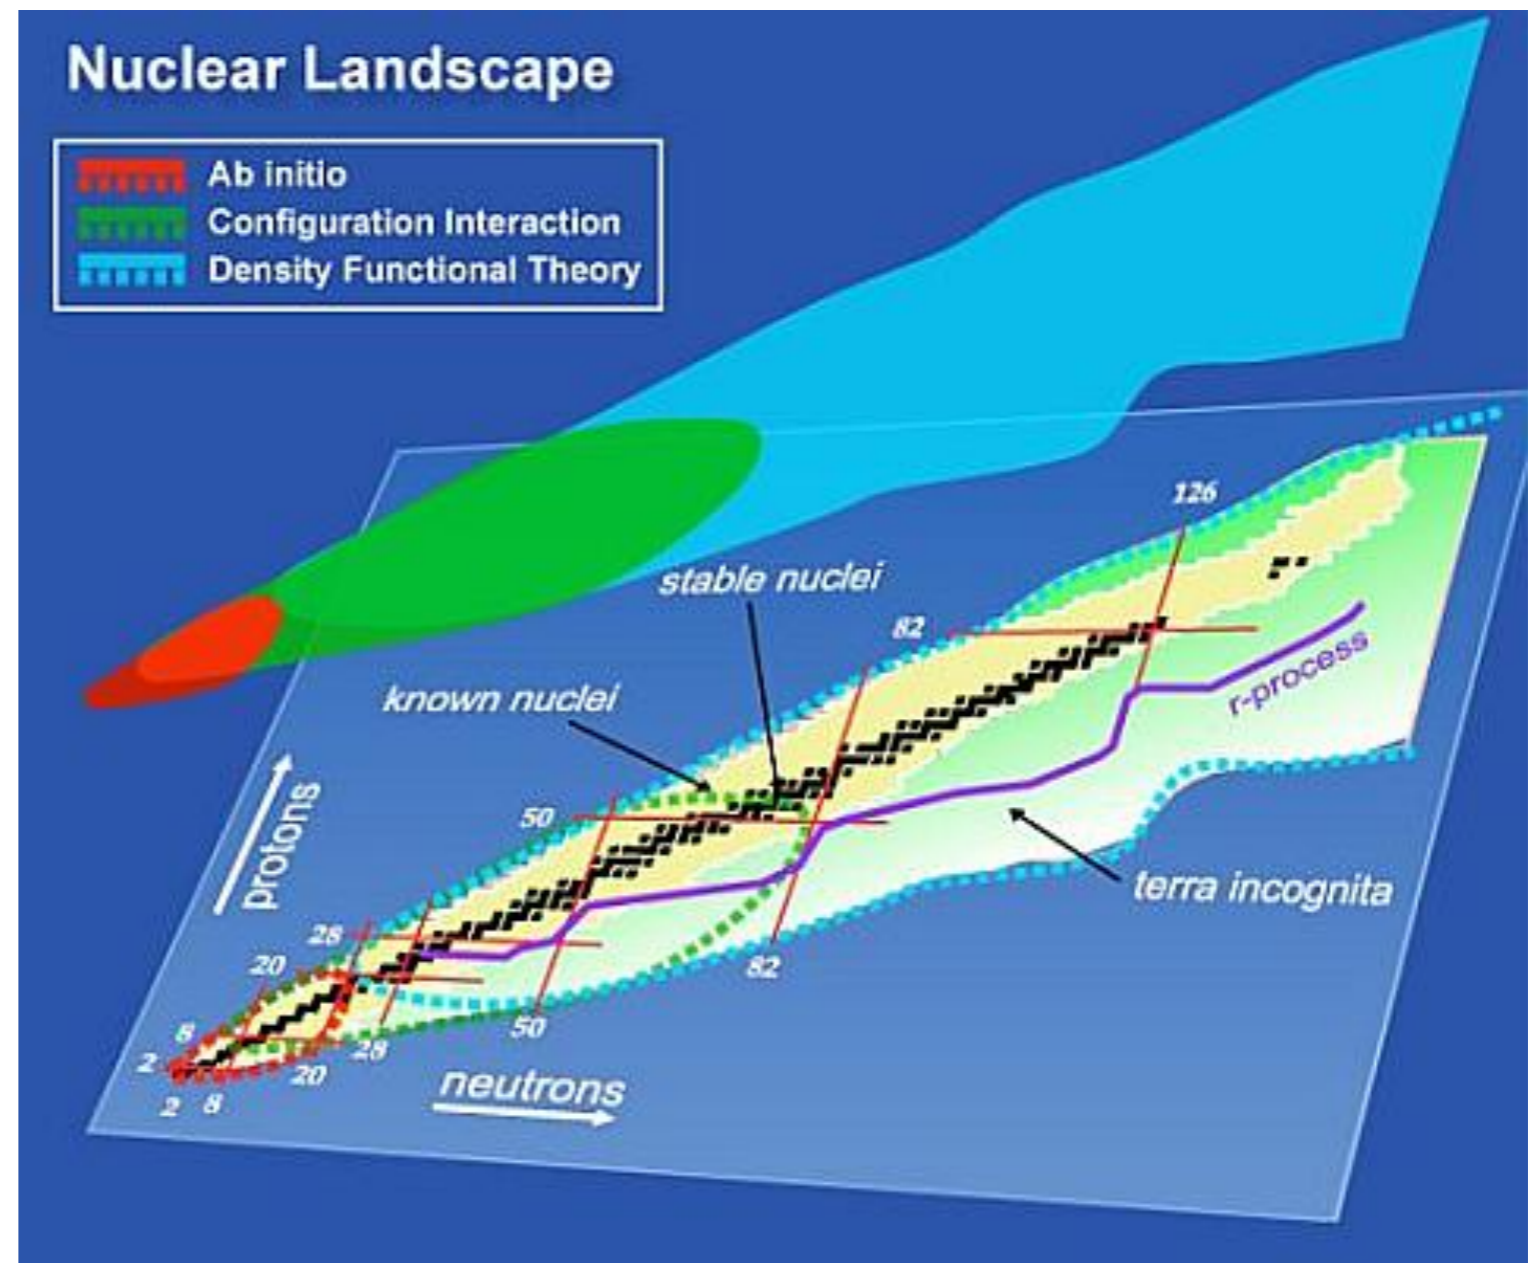 Nuclear Landscape
Ab initio
Configuration Interaction
Density Functional Theory
126
stable nuclei
82
known nuclei
r-process
50
protons
terra incognita
28
82
20
50
8
28
2
20
neutrons
2 8